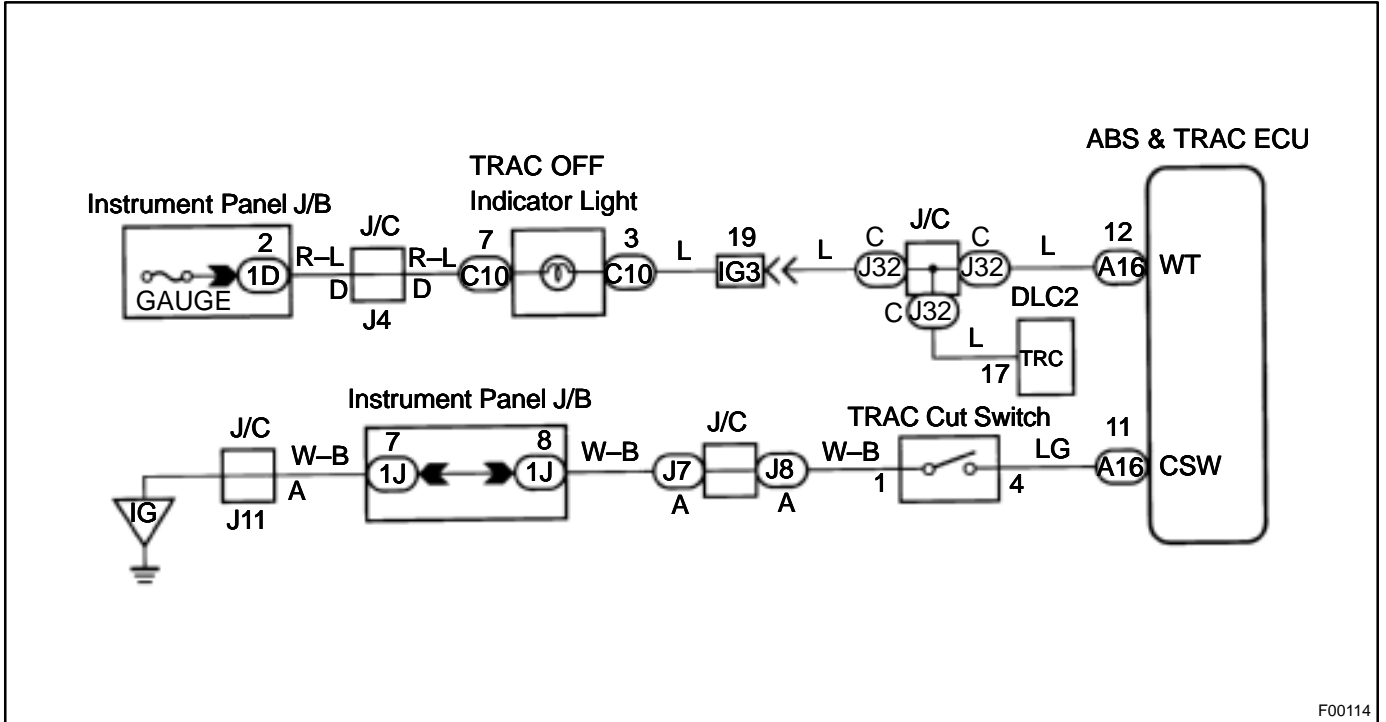 ABS & TRAC ECU
TRAC OFF
Indicator Light
Instrument Panel J/B
2
1D
GAUGE
R–L
D
J/C
J4
R–L
D
7
C10
3
C10
L
19
IG3
L
C
J32
J/C
C
J32
C
J32
L
12
A16
WT
DLC2
L
17
TRC
Instrument Panel J/B
J/C
J11
W–B
A
7
1J
8
1J
W–B
J7
A
J/C
J8
A
W–B
1
TRAC Cut Switch
4
LG
11
A16
CSW
IG
F00114